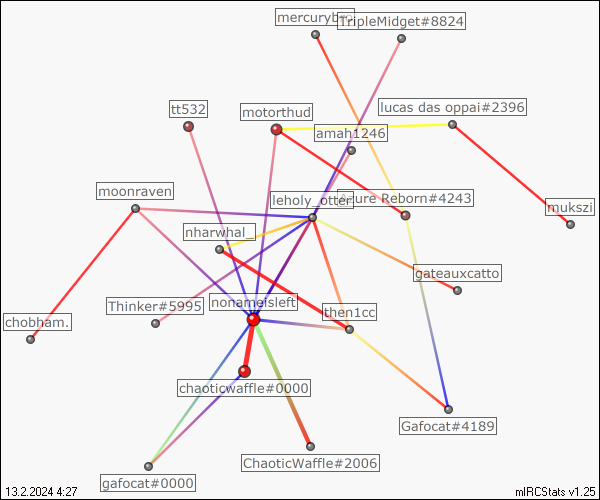 mercuryb
TripleMidget#8824
tt532
motorthud
lucas das oppai#2396
amah1246
moonraven
leholy_otter
Azure Reborn#4243
mukszi
nharwhal_
gateauxcatto
Thinker#5995
nonameisleft
then1cc
chobham.
chaoticwaffle#0000
Gafocat#4189
ChaoticWaffle#2006
gafocat#0000
13.2.2024 4:27
mIRCStats v1.25